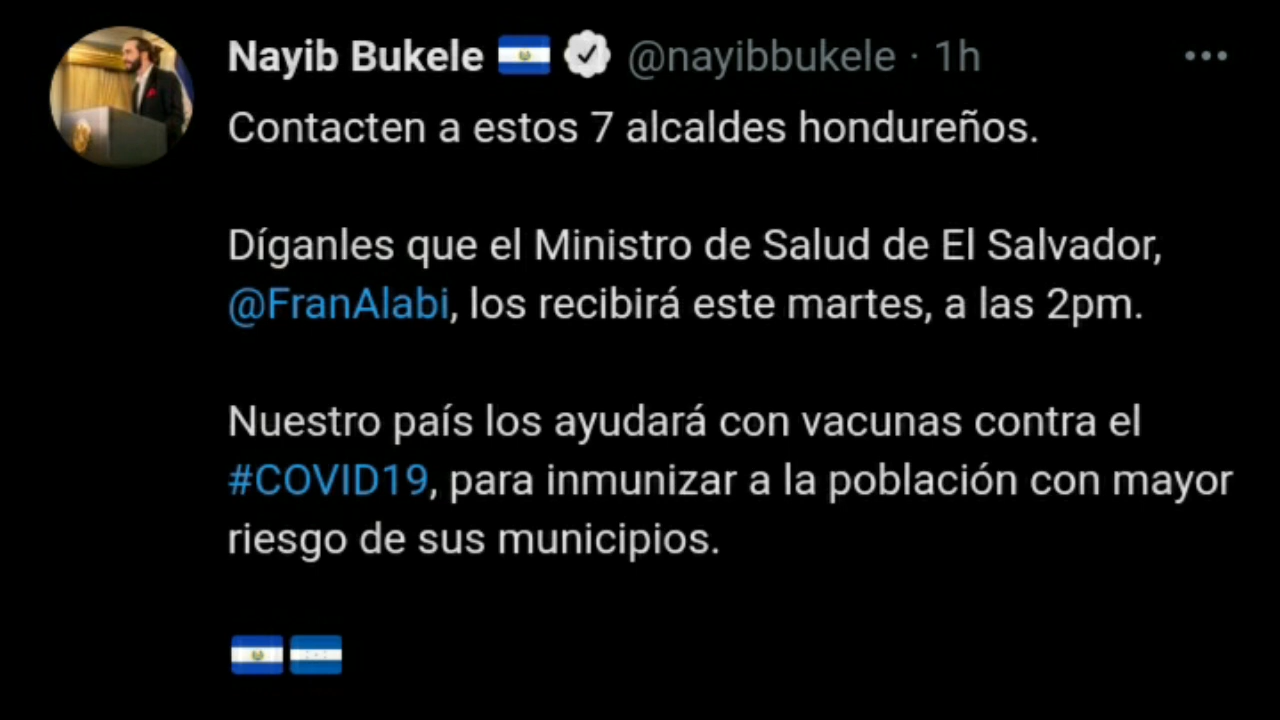 Nayib Bukele 🇸🇻 @nayibbukele · 1h
Contacten a estos 7 alcaldes hondureños.
Díganles que el Ministro de Salud de El Salvador,
@FranAlabi, los recibirá este martes, a las 2pm.
Nuestro país los ayudará con vacunas contra el
#COVID19, para inmunizar a la población con mayor
riesgo de sus municipios.
🇸🇻🇭🇳